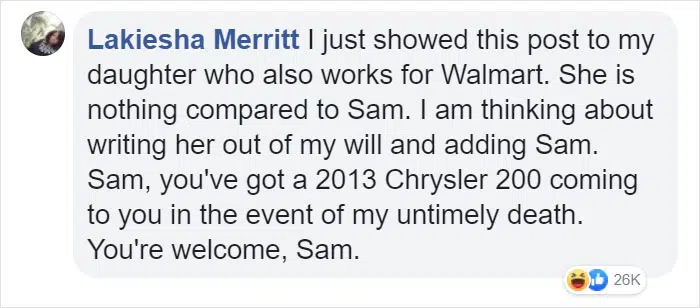 Lakiesha Merritt I just showed this post to my
daughter who also works for Walmart. She is
nothing compared to Sam. I am thinking about
writing her out of my will and adding Sam.
Sam, you've got a 2013 Chrysler 200 coming
to you in the event of my untimely death.
You're welcome, Sam.
26K